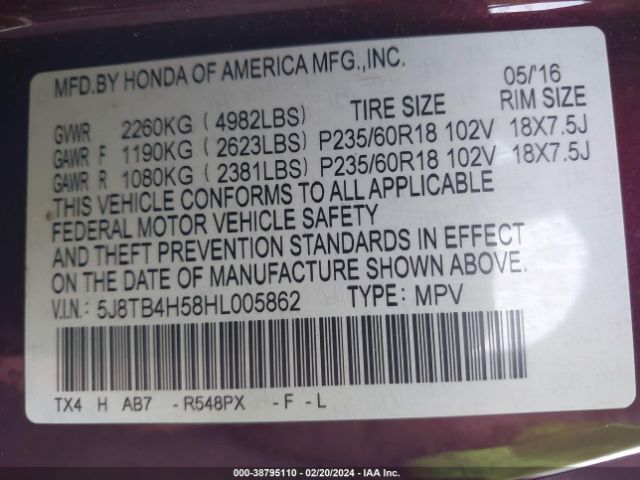 MFD.BY HONDA OF AMERICA MFG.,INC.
05/'16
TIRE SIZE RIM SIZE
GVWR 2260KG (4982LBS)
GAWR F 1190KG (2623LBS) P235/60R18 102V 18X7.5J
GAWR R 1080KG (2381LBS) P235/60R18 102V 18X7.5J
THIS VEHICLE CONFORMS TO ALL APPLICABLE
FEDERAL MOTOR VEHICLE SAFETY
AND THEFT PREVENTION STANDARDS IN EFFECT
ON THE DATE OF MANUFACTURE SHOWN ABOVE.
V.I.N.: 5J8TB4H58HL005862 TYPE: MPV
TX4 H AB7 -R548PX -F-L
000-38795110 - 02/20/2024 - IAA Inc.